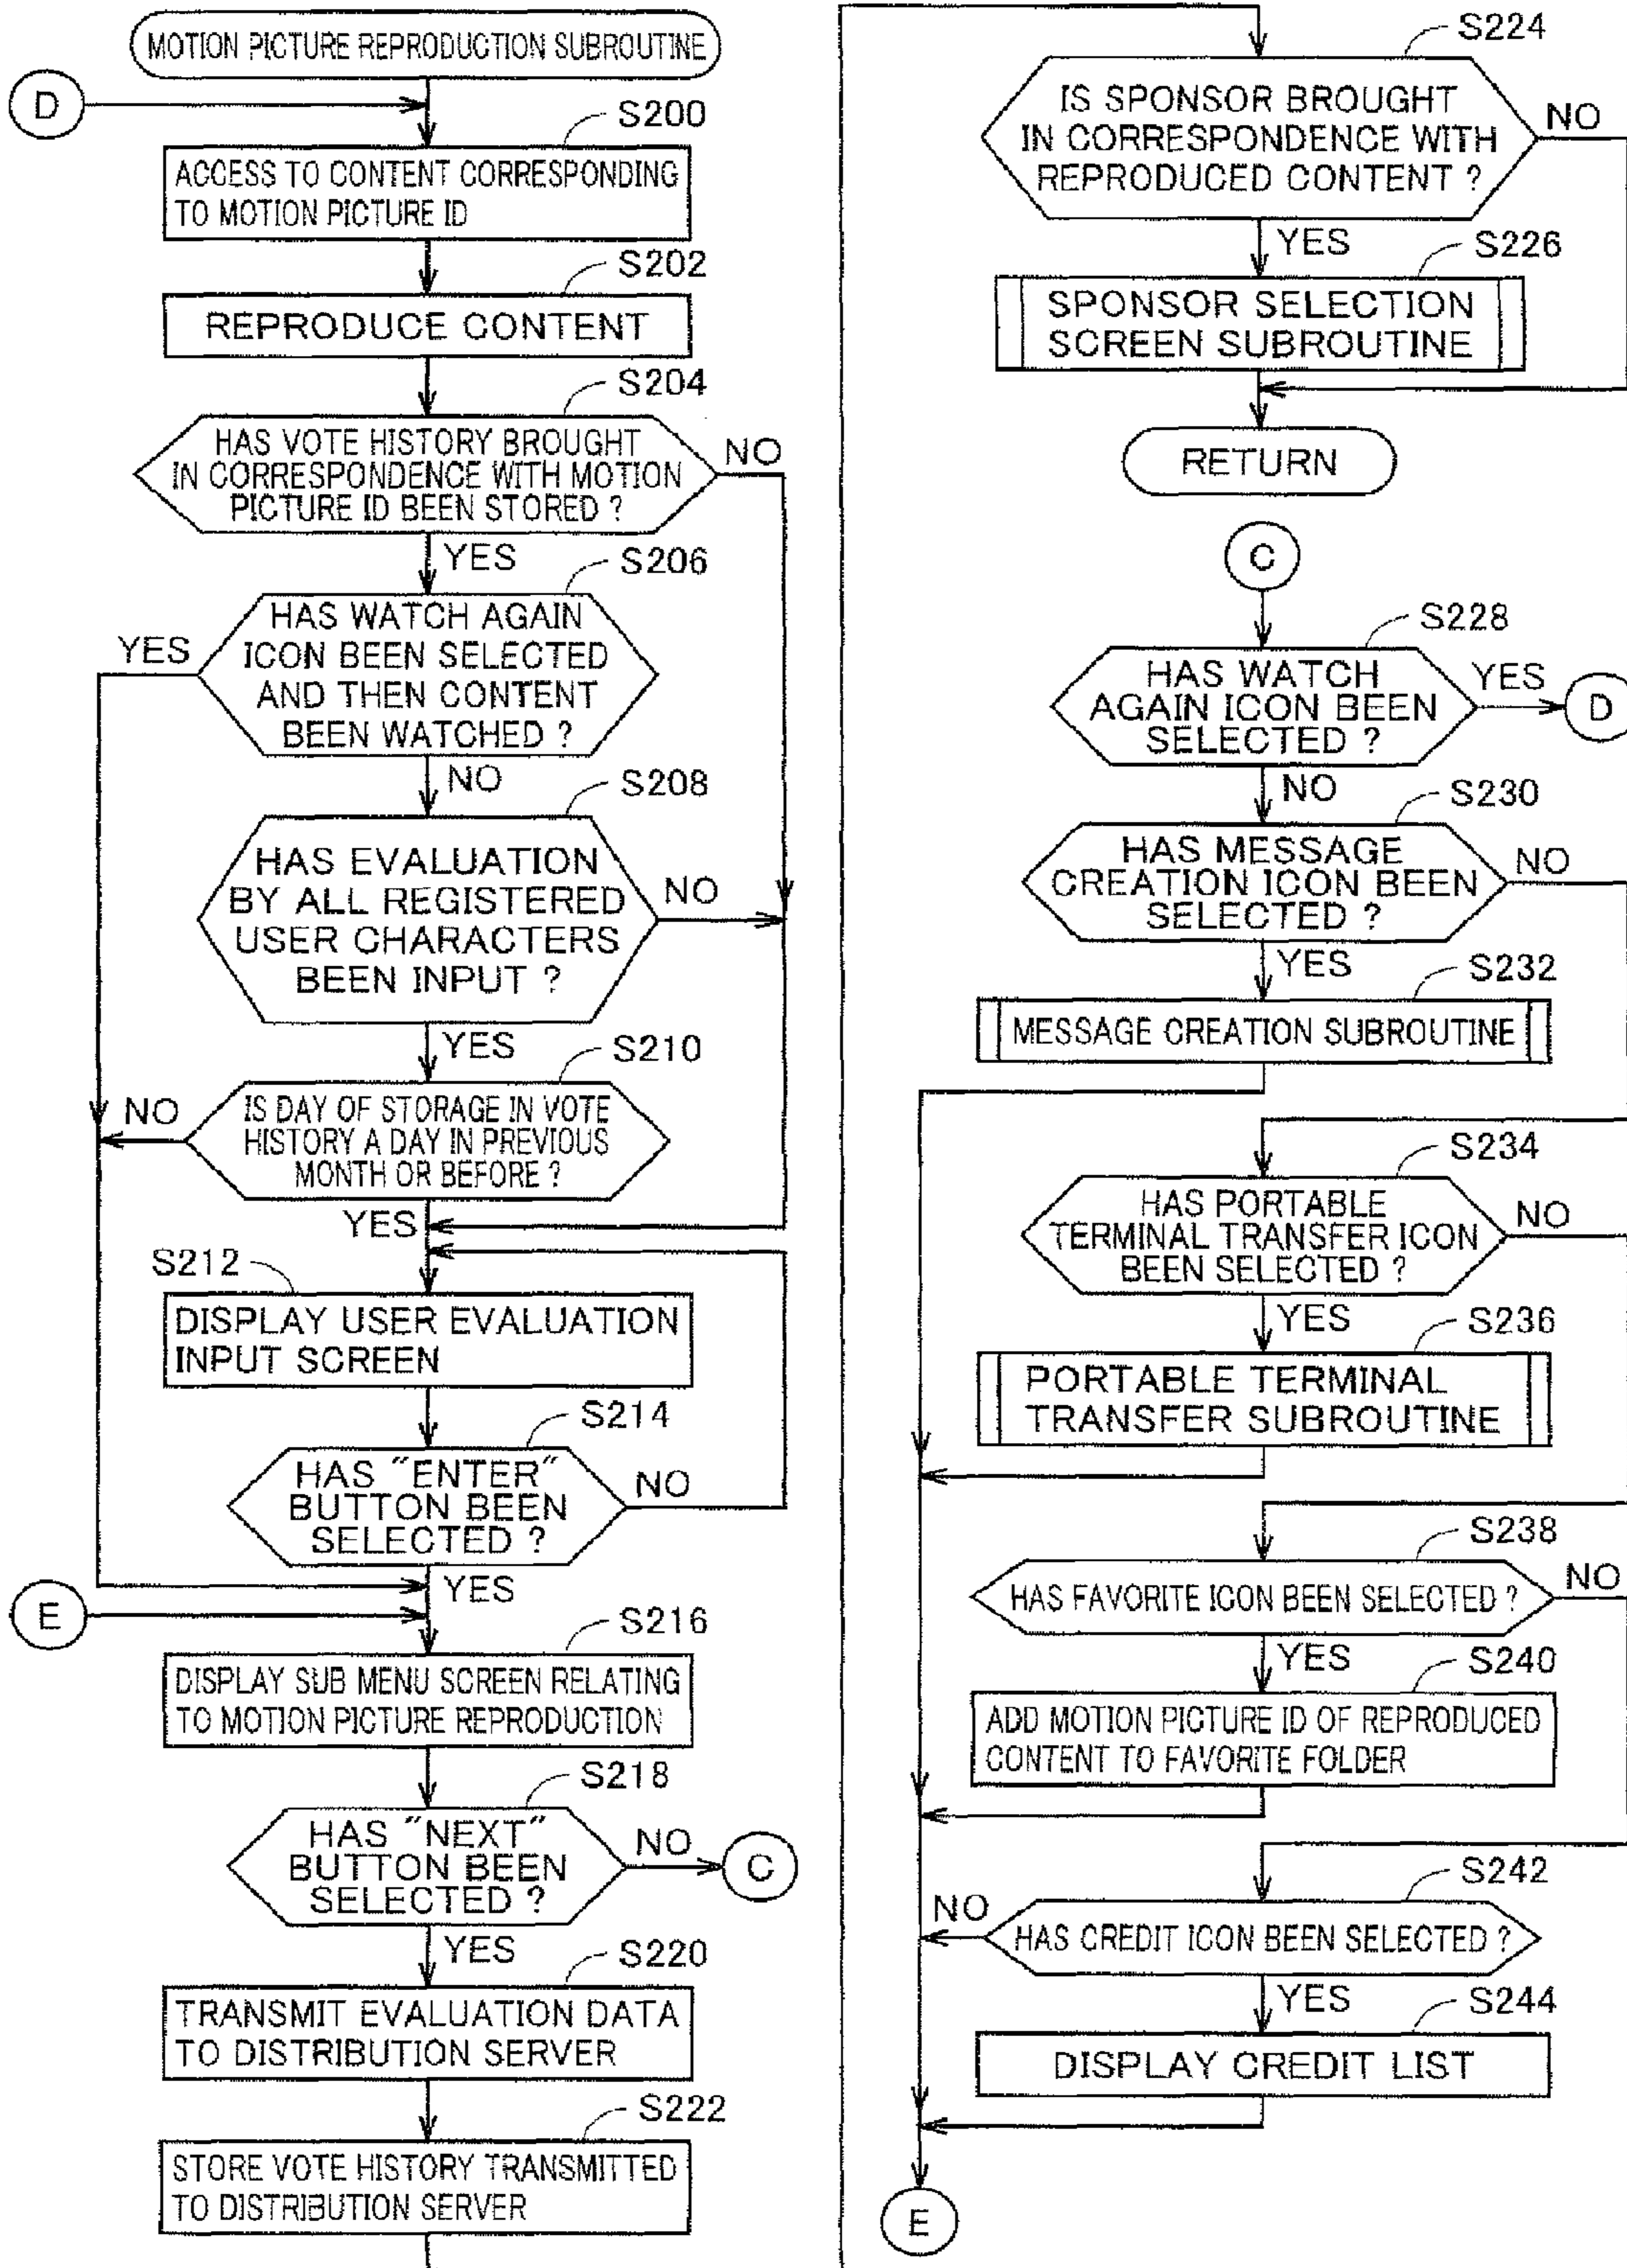 MOTION PICTURE REPRODUCTION SUBROUTINE
D
S200
ACCESS TO CONTENT CORRESPONDING
TO MOTION PICTURE ID
S202
REPRODUCE CONTENT
S204
HAS VOTE HISTORY BROUGHT
IN CORRESPONDENCE WITH MOTION
PICTURE ID BEEN STORED ?
NO
YES
S206
HAS WATCH AGAIN
ICON BEEN SELECTED
AND THEN CONTENT
BEEN WATCHED ?
YES
NO
S208
HAS EVALUATION
BY ALL REGISTERED
USER CHARACTERS
BEEN INPUT ?
NO
YES
S210
IS DAY OF STORAGE IN VOTE
HISTORY A DAY IN PREVIOUS
MONTH OR BEFORE ?
NO
YES
S212
DISPLAY USER EVALUATION
INPUT SCREEN
S214
HAS "ENTER"
BUTTON BEEN
SELECTED ?
NO
YES
E
S216
DISPLAY SUB MENU SCREEN RELATING
TO MOTION PICTURE REPRODUCTION
S218
HAS "NEXT"
BUTTON BEEN
SELECTED ?
NO
C
YES
S220
TRANSMIT EVALUATION DATA
TO DISTRIBUTION SERVER
S222
STORE VOTE HISTORY TRANSMITTED
TO DISTRIBUTION SERVER
S224
IS SPONSOR BROUGHT
IN CORRESPONDENCE WITH
REPRODUCED CONTENT ?
NO
YES
S226
SPONSOR SELECTION
SCREEN SUBROUTINE
RETURN
C
S228
HAS WATCH
AGAIN ICON BEEN
SELECTED ?
YES
D
NO
S230
HAS MESSAGE
CREATION ICON BEEN
SELECTED ?
NO
YES
S232
MESSAGE CREATION SUBROUTINE
S234
HAS PORTABLE
TERMINAL TRANSFER ICON
BEEN SELECTED ?
NO
YES
S236
PORTABLE TERMINAL
TRANSFER SUBROUTINE
S238
HAS FAVORITE ICON BEEN SELECTED ?
NO
YES
S240
ADD MOTION PICTURE ID OF REPRODUCED
CONTENT TO FAVORITE FOLDER
S242
HAS CREDIT ICON BEEN SELECTED ?
NO
YES
S244
DISPLAY CREDIT LIST
E